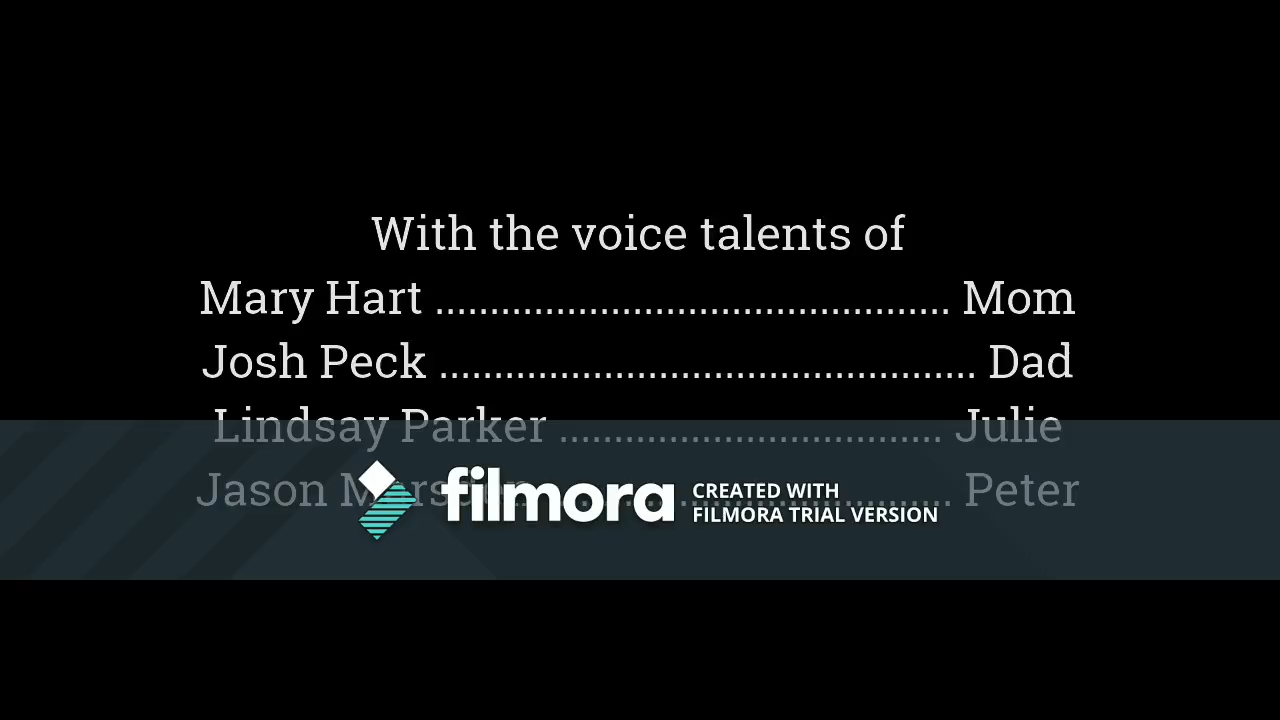 With the voice talents of
Mary Hart ............................................... Mom
Josh Peck ................................................. Dad
Lindsay Parker ................................... Julie
Jason Marsden ...................................... Peter
filmora
CREATED WITH
FILMORA TRIAL VERSION